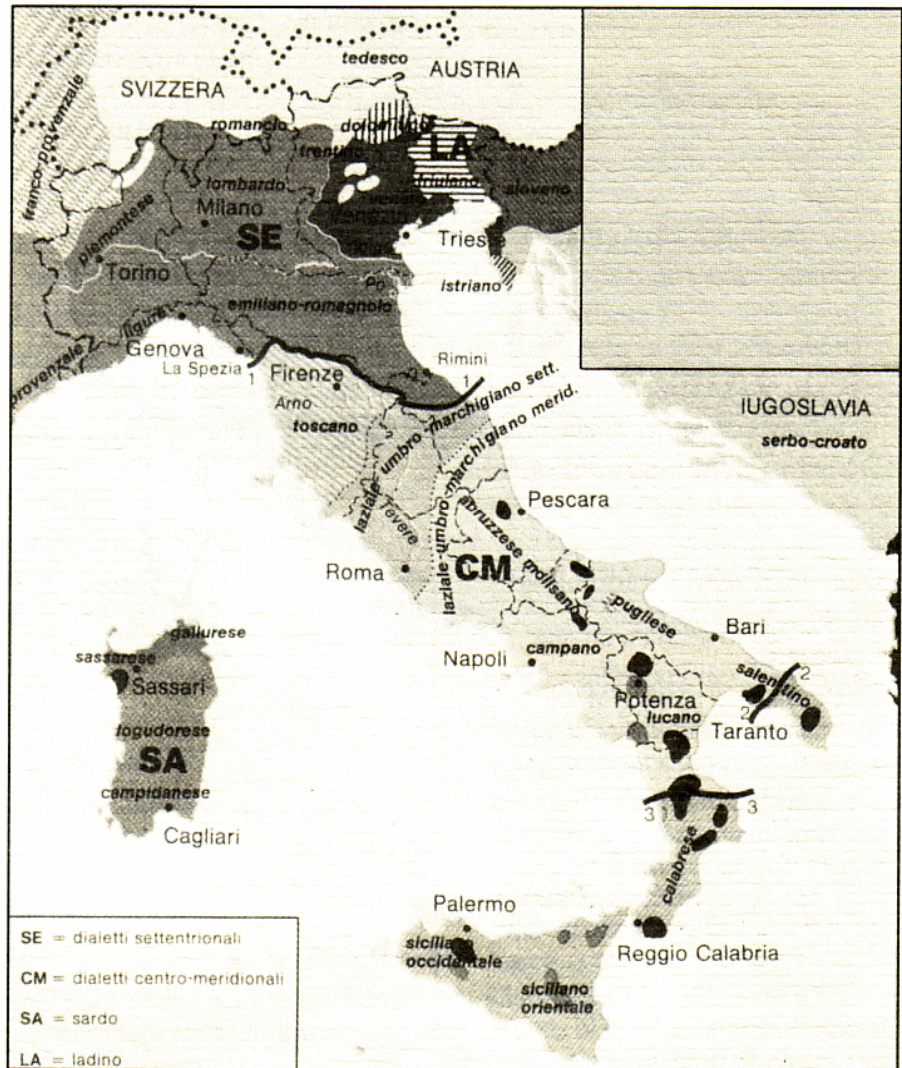 tedesco
AUSTRIA
SVIZZERA
franco-provenzale
romancio
trentino
LA
lombardo
friulano
sloveno
Milano
veneto
Venezia
piemontese
SE
Trieste
Torino
Po
istriano
emiliano-romagnolo
ligure
Genova
provenzale
La Spezia
1
Firenze
Rimini
1
Arno
toscano
IUGOSLAVIA
serbo-croato
laziale-umbro-marchigiano sett.
laziale-umbro-marchigiano merid.
Tevere
Pescara
abruzzese
molisano
Roma
CM
pugliese
Bari
gallurese
sassarese
Sassari
campano
Napoli
salentino
2
2
Potenza
lucano
Taranto
logudorese
SA
campidanese
Cagliari
3
3
calabrese
Palermo
siciliano
occidentale
siciliano
orientale
Reggio Calabria
SE = dialetti settentrionali
CM = dialetti centro-meridionali
SA = sardo
LA = ladino